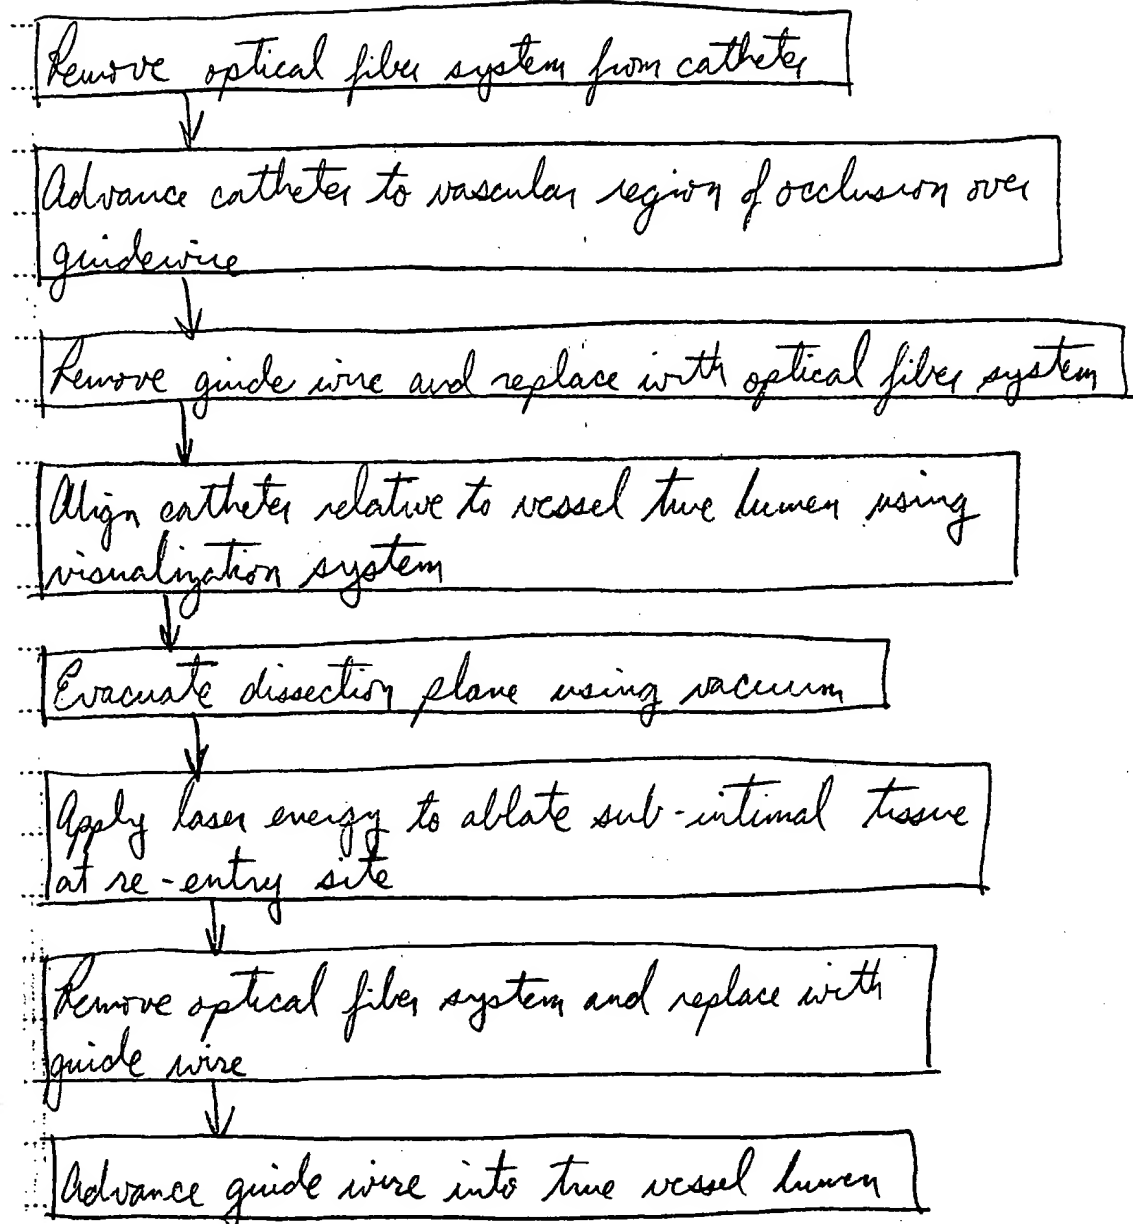 Remove optical fiber system from catheter
Advance catheter to vascular region of occlusion over
guidewire
Remove guide wire and replace with optical fiber system
Align catheter relative to vessel true lumen using
visualization system
Evacuate dissection plane using vacuum
Apply laser energy to ablate sub-intimal tissue
at re-entry site
Remove optical fiber system and replace with
guide wire
Advance guide wire into true vessel lumen